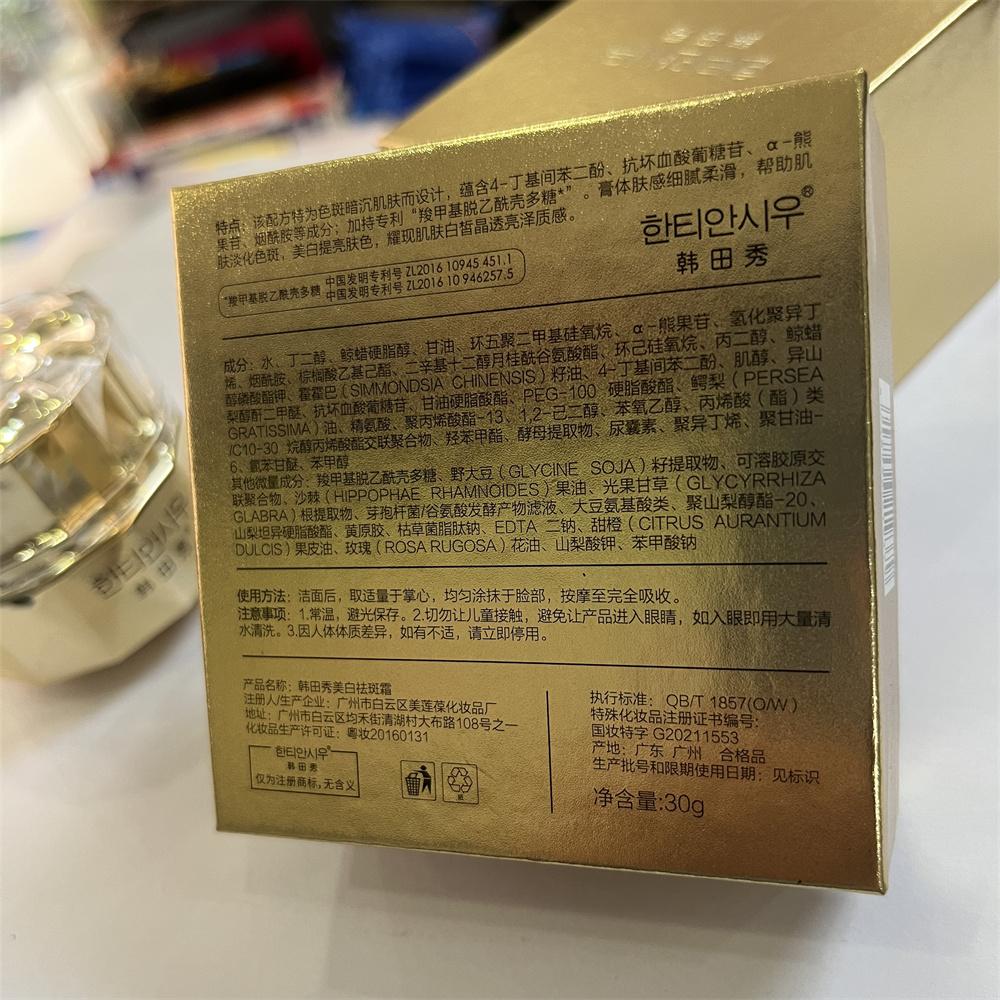 特点：该配方特为色斑暗沉肌肤而设计，蕴含4-丁基间苯二酚、抗坏血酸葡糖苷、α-熊
果苷、烟酰胺等成分；加持专利“羧甲基脱乙酰壳多糖*”。膏体肤感细腻柔滑，帮助肌
肤淡化色斑，美白提亮肤色，耀现肌肤白皙晶透亮泽质感。
*羧甲基脱乙酰壳多糖
中国发明专利号 ZL2016 10945 451.1
中国发明专利号 ZL2016 10 946257.5
한티안시우®
韩田秀
成分：水、丁二醇、鲸蜡硬脂醇、甘油、环五聚二甲基硅氧烷、α-熊果苷、氢化聚异丁
烯、烟酰胺、棕榈酸乙基己酯、二辛基十二醇月桂酰谷氨酸酯、环己硅氧烷、丙二醇、鲸蜡
醇磷酸酯钾、霍霍巴（SIMMONDSIA CHINENSIS）籽油、4-丁基间苯二酚、肌醇、异山
梨醇酐二甲醚、抗坏血酸葡糖苷、甘油硬脂酸酯、PEG-100 硬脂酸酯、鳄梨（PERSEA
GRATISSIMA）油、精氨酸、聚丙烯酸酯-13、1,2-己二醇、苯氧乙醇、丙烯酸（酯）类
/C10-30 烷醇丙烯酸酯交联聚合物、羟苯甲酯、酵母提取物、尿囊素、聚异丁烯、聚甘油-
6、氯苯甘醚、苯甲醇
其他微量成分：羧甲基脱乙酰壳多糖、野大豆（GLYCINE SOJA）籽提取物、可溶胶原交
联聚合物、沙棘（HIPPOPHAE RHAMNOIDES）果油、光果甘草（GLYCYRRHIZA
GLABRA）根提取物、芽孢杆菌/谷氨酸发酵产物滤液、大豆氨基酸类、聚山梨醇酯-20、
山梨坦异硬脂酸酯、黄原胶、枯草菌脂肽钠、EDTA 二钠、甜橙（CITRUS AURANTIUM
DULCIS）果皮油、玫瑰（ROSA RUGOSA）花油、山梨酸钾、苯甲酸钠
使用方法：洁面后，取适量于掌心，均匀涂抹于脸部，按摩至完全吸收。
注意事项：1.常温，避光保存。2.切勿让儿童接触，避免让产品进入眼睛，如入眼即用大量清
水清洗。3.因人体体质差异，如有不适，请立即停用。
产品名称：韩田秀美白祛斑霜
注册人/生产企业：广州市白云区美莲葆化妆品厂
地址：广州市白云区均禾街清湖村大布路108号之一
化妆品生产许可证：粤妆20160131
한티안시우
韩田秀
仅为注册商标，无含义
纸
执行标准：QB/T 1857(O/W)
特殊化妆品注册证书编号：
国妆特字 G20211553
产地：广东 广州 合格品
生产批号和限期使用日期：见标识
净含量:30g
한티안시우
韩田秀